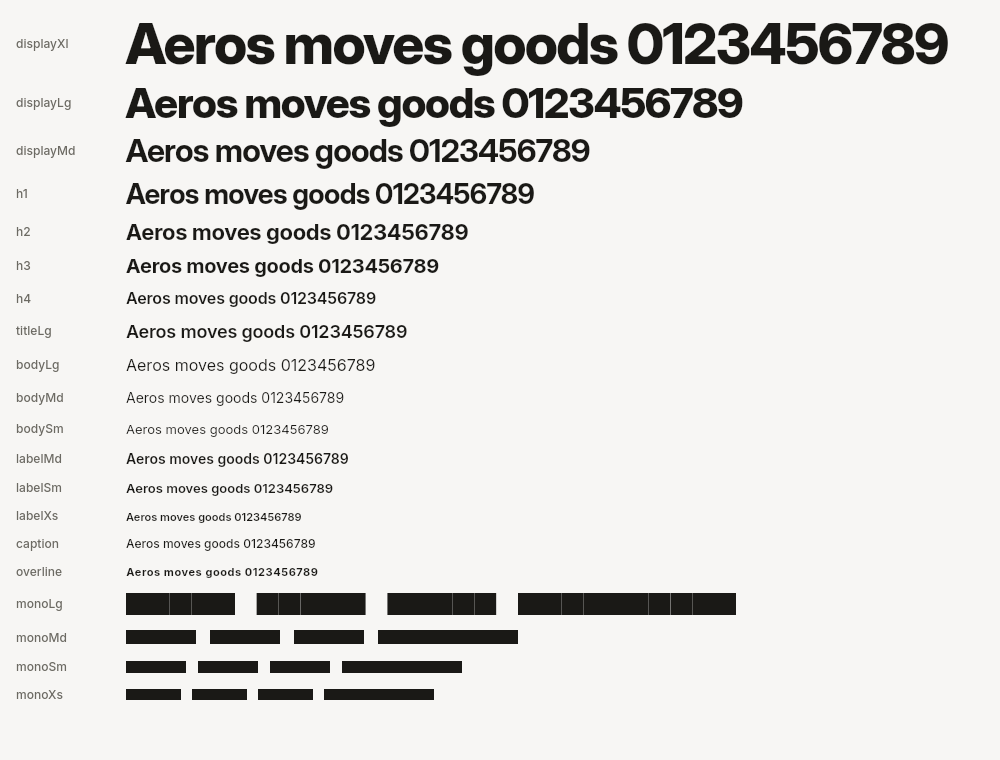 displayXl Aeros moves goods 0123456789
displayLg Aeros moves goods 0123456789
displayMd Aeros moves goods 0123456789
h1 Aeros moves goods 0123456789
h2 Aeros moves goods 0123456789
h3 Aeros moves goods 0123456789
h4 Aeros moves goods 0123456789
titleLg Aeros moves goods 0123456789
bodyLg Aeros moves goods 0123456789
bodyMd Aeros moves goods 0123456789
bodySm Aeros moves goods 0123456789
labelMd Aeros moves goods 0123456789
labelSm Aeros moves goods 0123456789
labelXs Aeros moves goods 0123456789
caption Aeros moves goods 0123456789
overline Aeros moves goods 0123456789
monoLg
monoMd
monoSm
monoXs